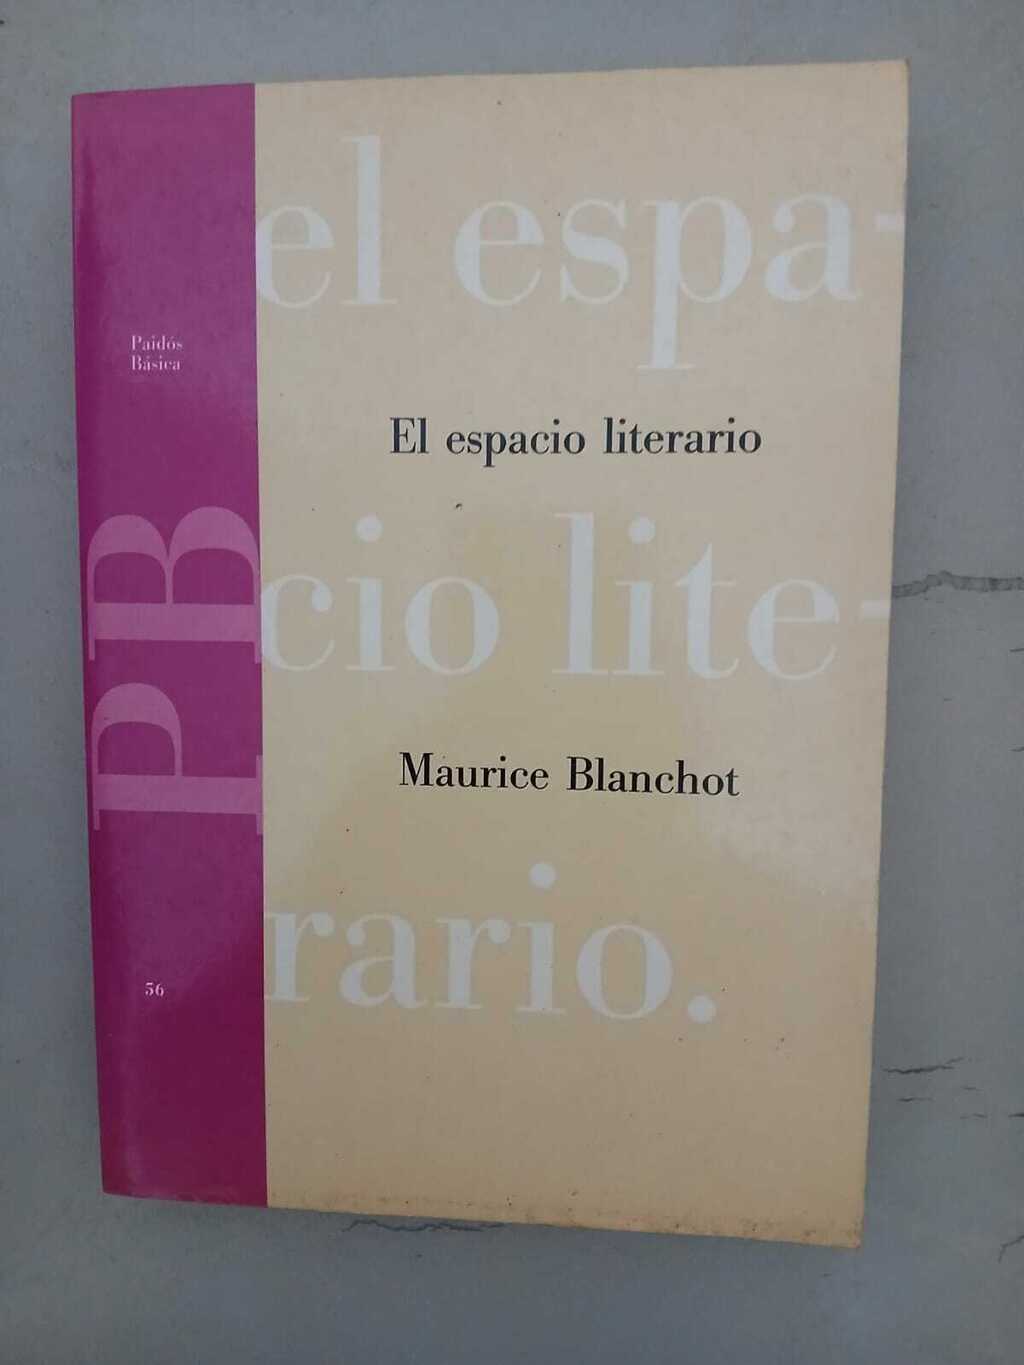 el espa-
Paidós
Básica
El espacio literario
cio lite-
PB
Maurice Blanchot
rario.
56